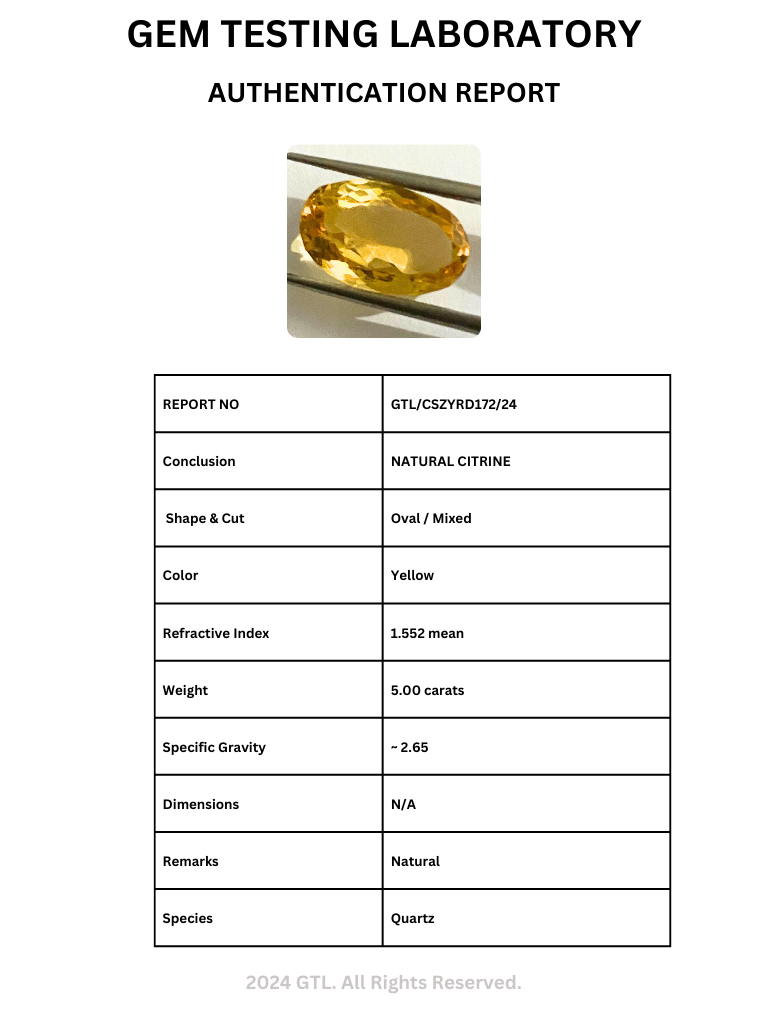 GEM TESTING LABORATORY
AUTHENTICATION REPORT
REPORT NO GTL/CSZYRD172/24
Conclusion NATURAL CITRINE
Shape & Cut Oval / Mixed
Color Yellow
Refractive Index 1.552 mean
Weight 5.00 carats
Specific Gravity ~ 2.65
Dimensions N/A
Remarks Natural
Species Quartz
2024 GTL. All Rights Reserved.